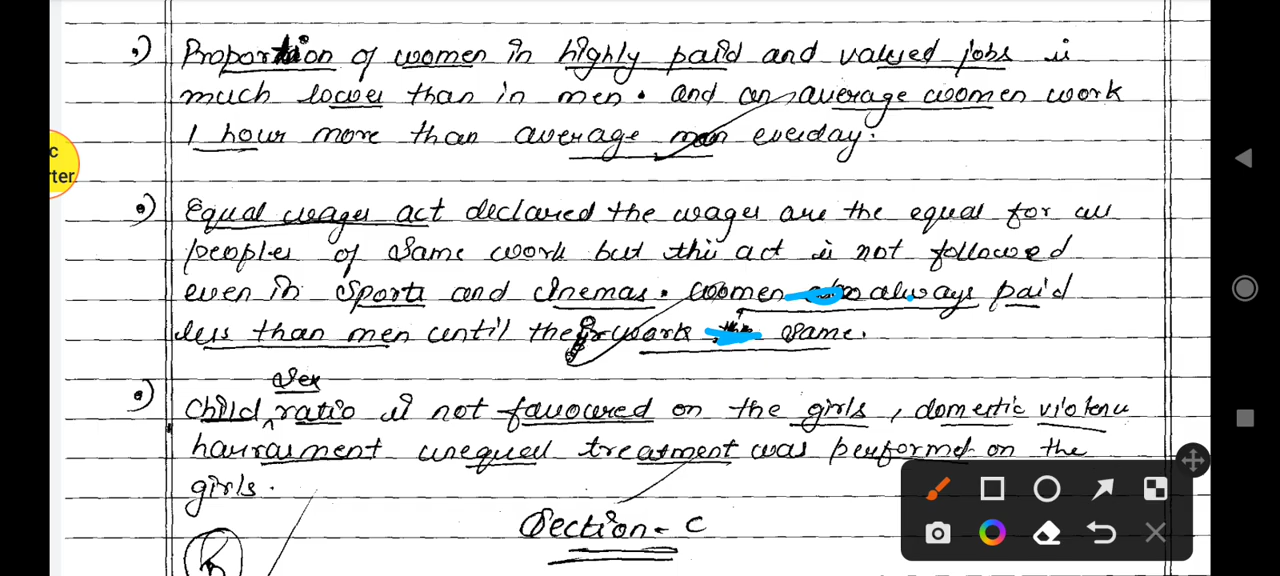 Proportion of women in highly paid and valued jobs is
much lower than in men. and an average women work
1 hour more than average men everday.
c
rter
Equal wages act declared the wages are the equal for all
peoples of same work but this act is not followed
even in Sports and Cinemas. women always paid
less than men until their work same.
Sex
Child ratio is not favoured on the girls, domestic violence
harrasment unequal treatment was performed on the
girls.
Section - C